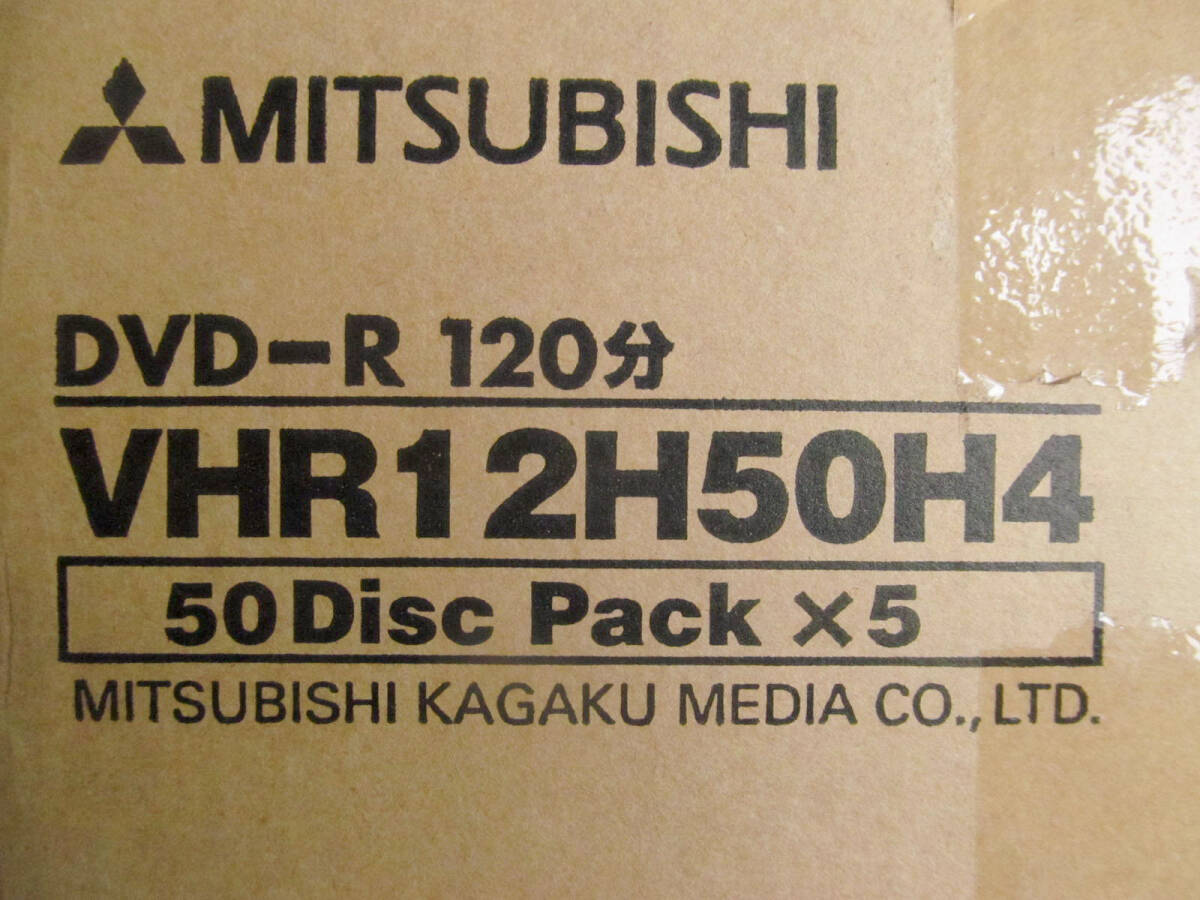 MITSUBISHI
DVD-R 120分
VHR12H50H4
50 Disc Pack ×5
MITSUBISHI KAGAKU MEDIA CO., LTD.